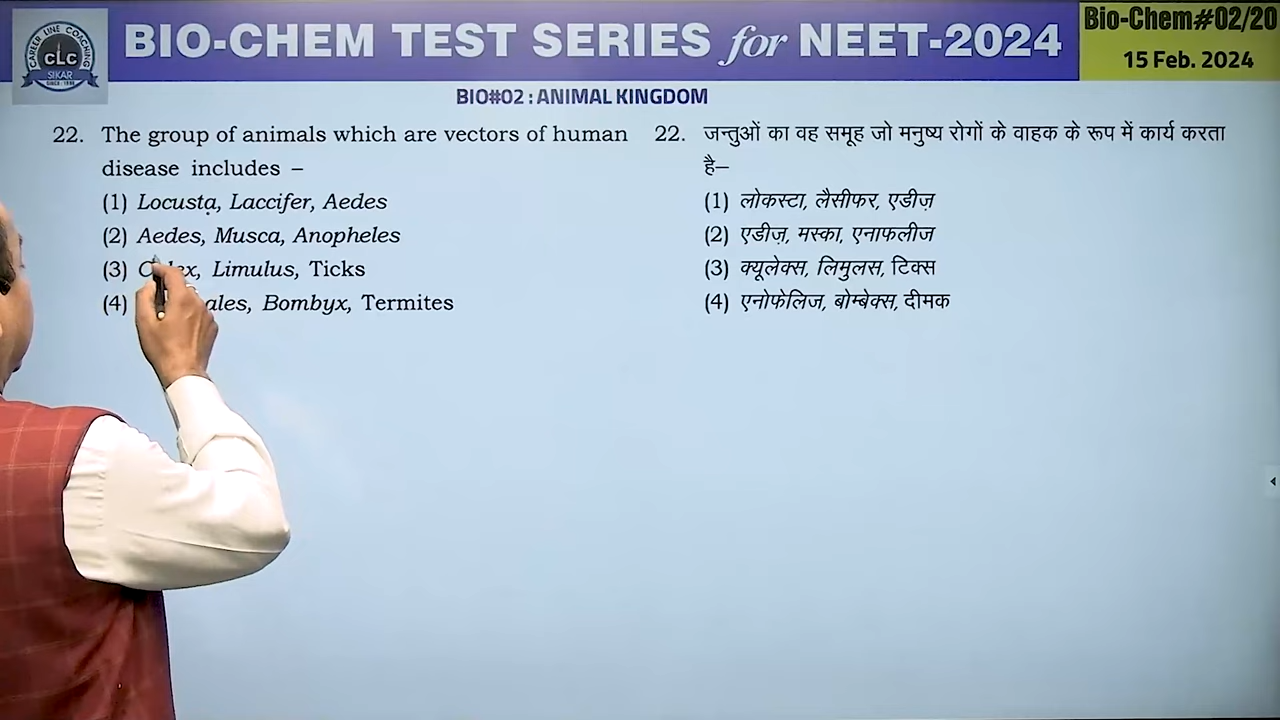 CAREER LINE COACHING
CLC
SIKAR
SINCE : 1996
BIO-CHEM TEST SERIES for NEET-2024
Bio-Chem#02/20
15 Feb. 2024
BIO#02 : ANIMAL KINGDOM
22. The group of animals which are vectors of human
disease includes –
(1) Locusta, Laccifer, Aedes
(2) Aedes, Musca, Anopheles
(3) Limulus, Ticks
(4) Bombyx, Termites
22. जन्तुओं का वह समूह जो मनुष्य रोगों के वाहक के रूप में कार्य करता
है–
(1) लोकस्टा, लैसीफर, एडीज़
(2) एडीज़, मस्का, एनाफलीज
(3) क्यूलेक्स, लिमुलस, टिक्स
(4) एनोफेलिज, बोम्बेक्स, दीमक